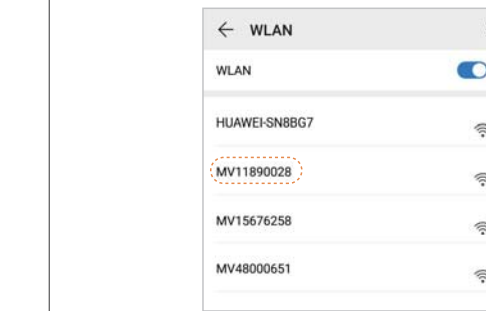 ← WLAN
WLAN
HUAWEI-SN8BG7
MV11890028
MV15676258
MV48000651